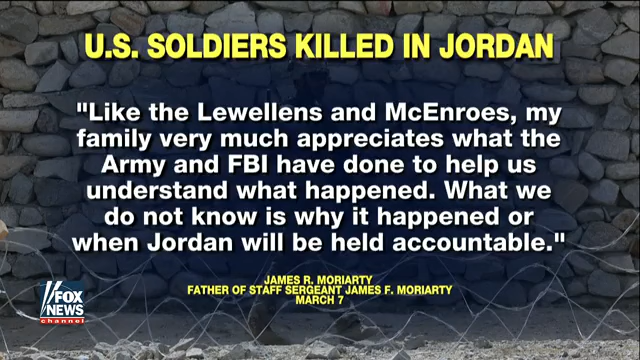 U.S. SOLDIERS KILLED IN JORDAN
"Like the Lewellens and McEnroes, my
family very much appreciates what the
Army and FBI have done to help us
understand what happened. What we
do not know is why it happened or
when Jordan will be held accountable."
JAMES R. MORIARTY
FATHER OF STAFF SERGEANT JAMES F. MORIARTY
MARCH 7
FOX
NEWS
channel